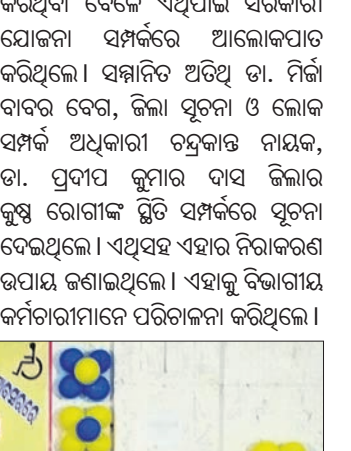 କରିଥିବା ବେଳେ ଏଥିପାଇଁ ସରକାରୀ
ଯୋଜନା ସମ୍ପର୍କରେ ଆଲୋକପାତ
କରିଥିଲେ। ସମ୍ମାନିତ ଅତିଥି ଡା. ମିର୍ଜା
ବାବର ବେଗ, ଜିଲା ସୂଚନା ଓ ଲୋକ
ସମ୍ପର୍କ ଅଧିକାରୀ ଚନ୍ଦ୍ରକାନ୍ତ ନାୟକ,
ଡା. ପ୍ରଦୀପ କୁମାର ଦାସ ଜିଲାର
କୁଷ୍ଠ ରୋଗୀଙ୍କ ସ୍ଥିତି ସମ୍ପର୍କରେ ସୂଚନା
ଦେଇଥିଲେ। ଏଥିସହ ଏହାର ନିରାକରଣ
ଉପାୟ ଜଣାଇଥିଲେ। ଏହାକୁ ବିଭାଗୀୟ
କର୍ମଚାରୀମାନେ ପରିଚାଳନା କରିଥିଲେ।